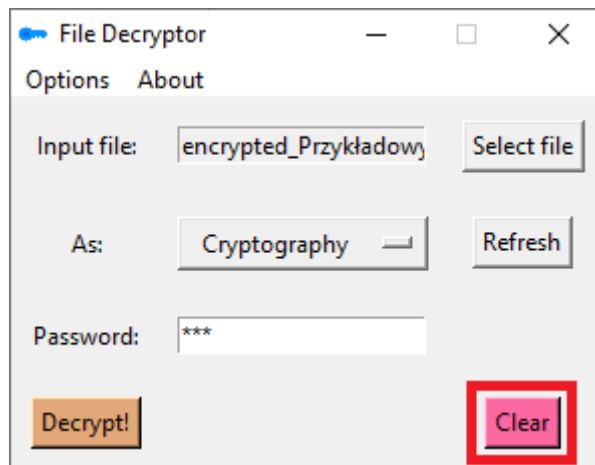 File Decryptor
Options About
Input file: encrypted_Przykładowy Select file
As: Cryptography Refresh
Password: ***
Decrypt! Clear